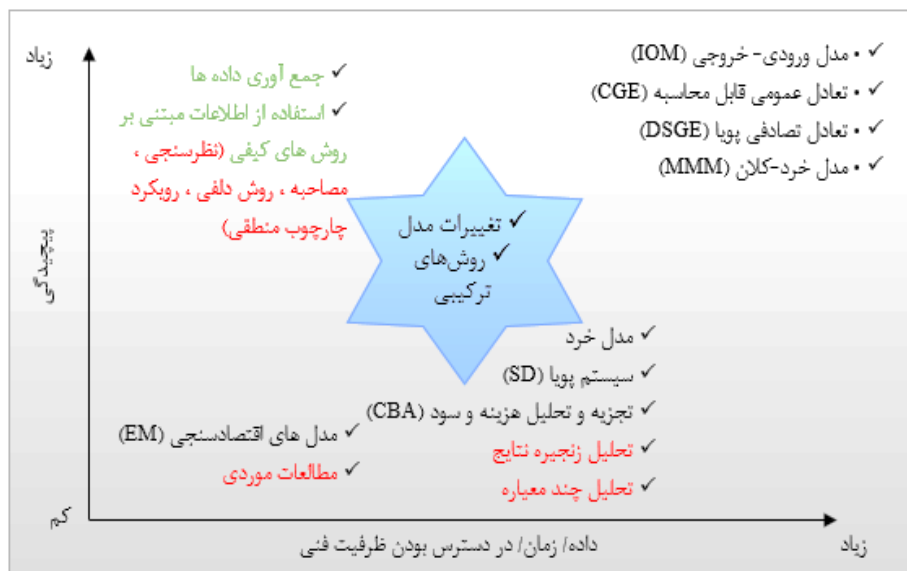 زیاد
✓ جمع آوری داده ها
✓ استفاده از اطلاعات مبتنی بر
روش های کیفی (نظرسنجی ،
مصاحبه ، روش دلفی ، رویکرد
چارچوب منطقی)
✓ • مدل ورودی- خروجی (IOM)
✓ • تعادل عمومی قابل محاسبه (CGE)
✓ • تعادل تصادفی پویا (DSGE)
✓ • مدل خرد-کلان (MMM)
✓ تغییرات مدل
✓ روش‌های
ترکیبی
پیچیدگی
✓ مدل خرد
✓ سیستم پویا (SD)
✓ تجزیه و تحلیل هزینه و سود (CBA)
✓ تحلیل زنجیره نتایج
✓ تحلیل چند معیاره
✓ مدل های اقتصادسنجی (EM)
✓ مطالعات موردی
کم
داده/ زمان/ در دسترس بودن ظرفیت فنی
زیاد